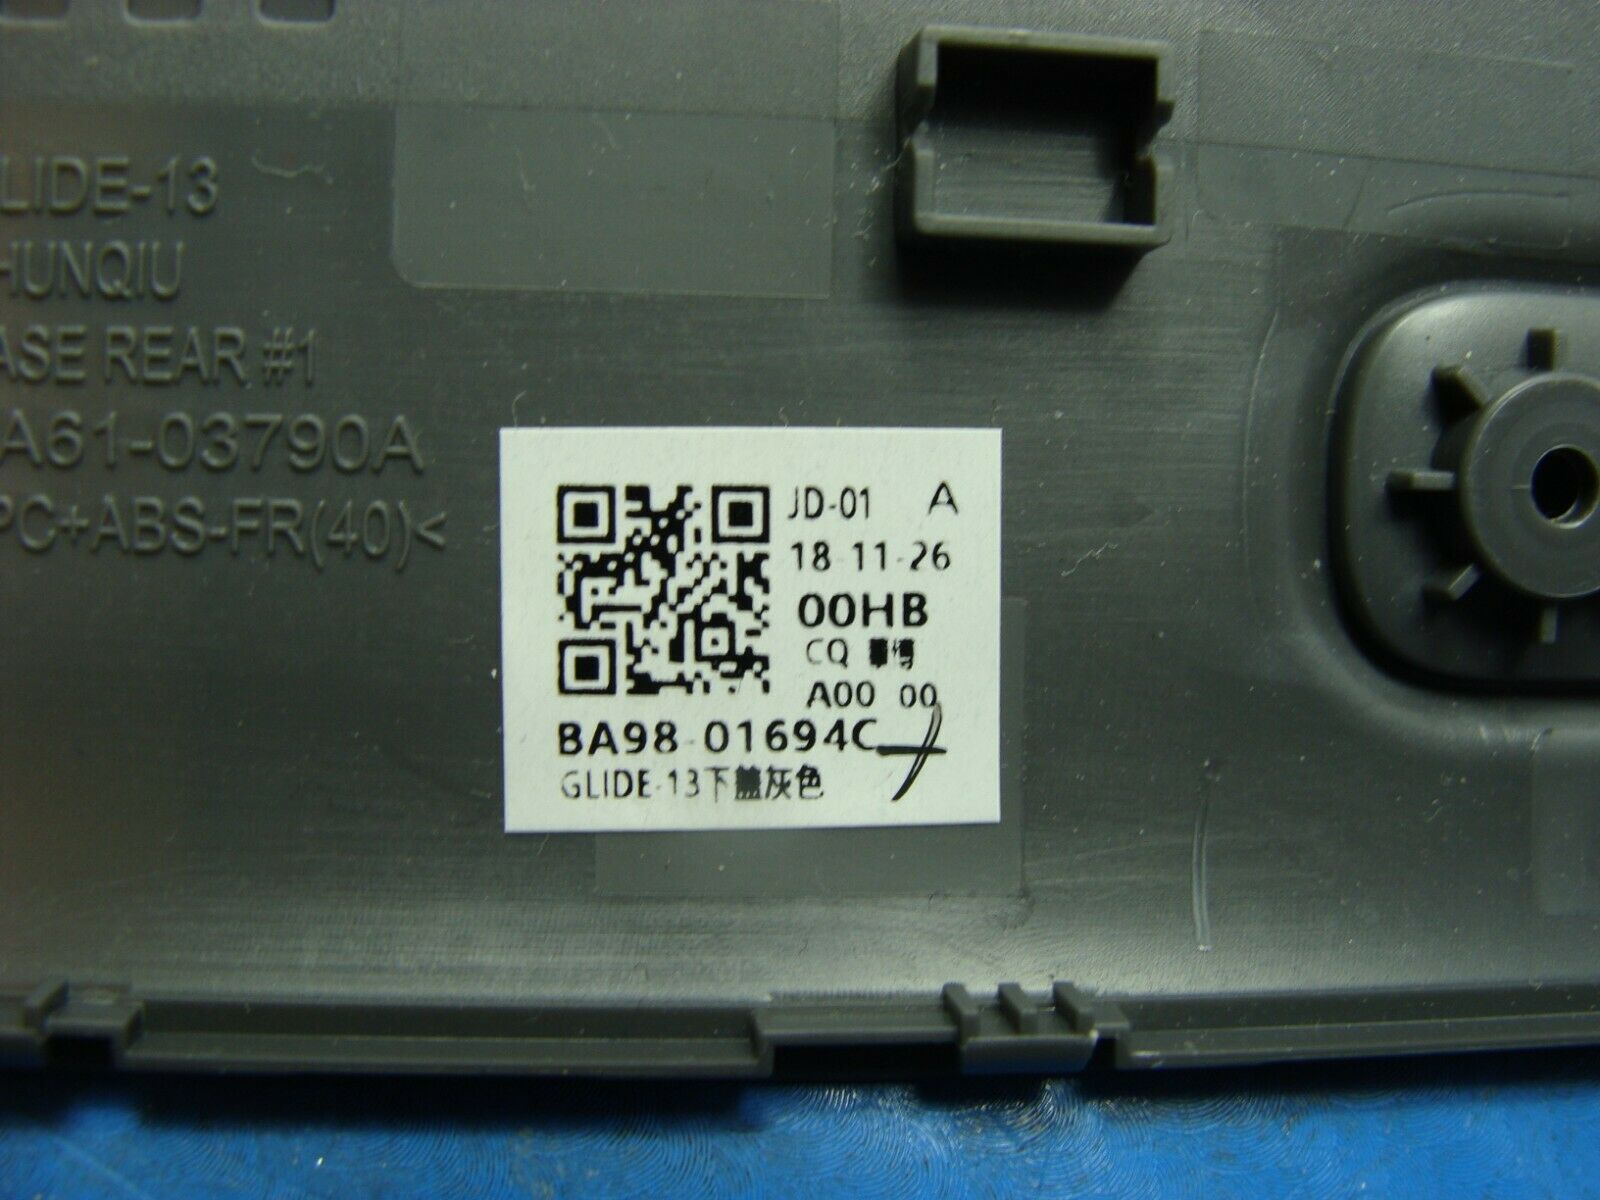 LIDE-13
HUNQIU
ASE REAR #1
A61-03790A
PC+ABS-FR(40)<
JD-01 A
18-11-26
00HB
CQ
A00 00
BA98-01694C
GLIDE-13下蓋灰色